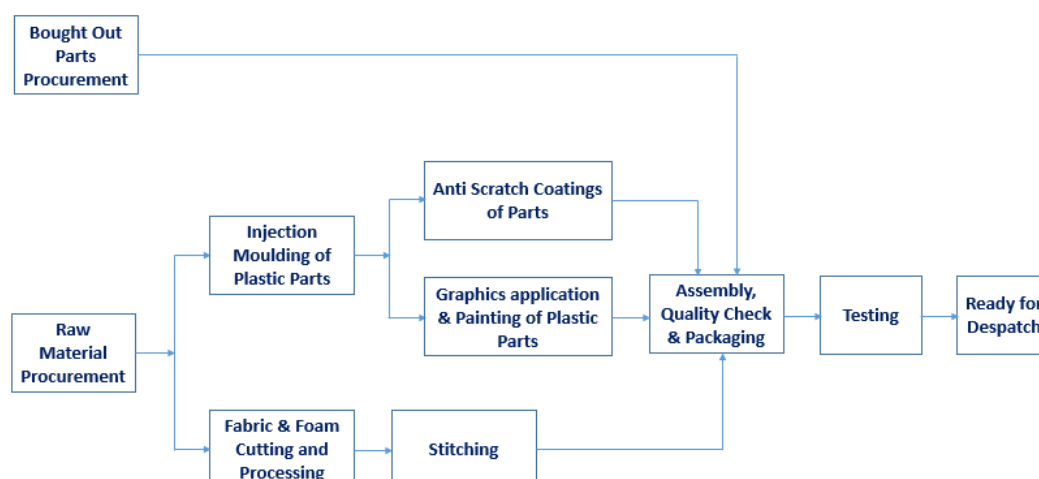 Bought Out
Parts
Procurement
Anti Scratch Coatings
of Parts
Injection
Moulding of
Plastic Parts
Graphics application
& Painting of Plastic
Parts
Assembly,
Quality Check
& Packaging
Testing
Ready for
Despatch
Raw
Material
Procurement
Fabric & Foam
Cutting and
Processing
Stitching